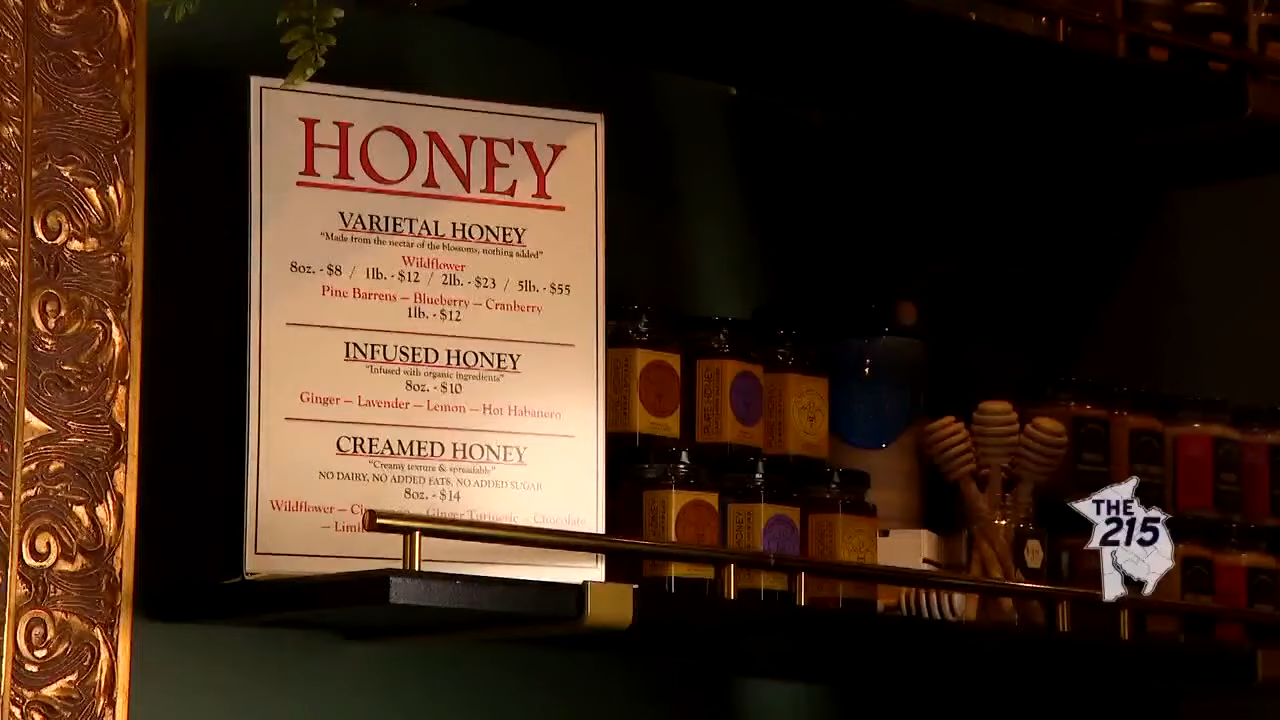 HONEY
VARIETAL HONEY
"Made from the nectar of the blossoms, nothing added"
Wildflower
8oz. - $8 / 1lb. - $12 / 2lb. - $23 / 5lb. - $55
Pine Barrens – Blueberry – Cranberry
1lb. - $12
INFUSED HONEY
"Infused with organic ingredients"
8oz. - $10
Ginger – Lavender – Lemon – Hot Habanero
CREAMED HONEY
"Creamy texture & spreadable"
NO DAIRY, NO ADDED FATS, NO ADDED SUGAR
8oz. - $14
Wildflower – Ginger Turmeric – Chocolate
PURE HONEY
HONEY
THE
215